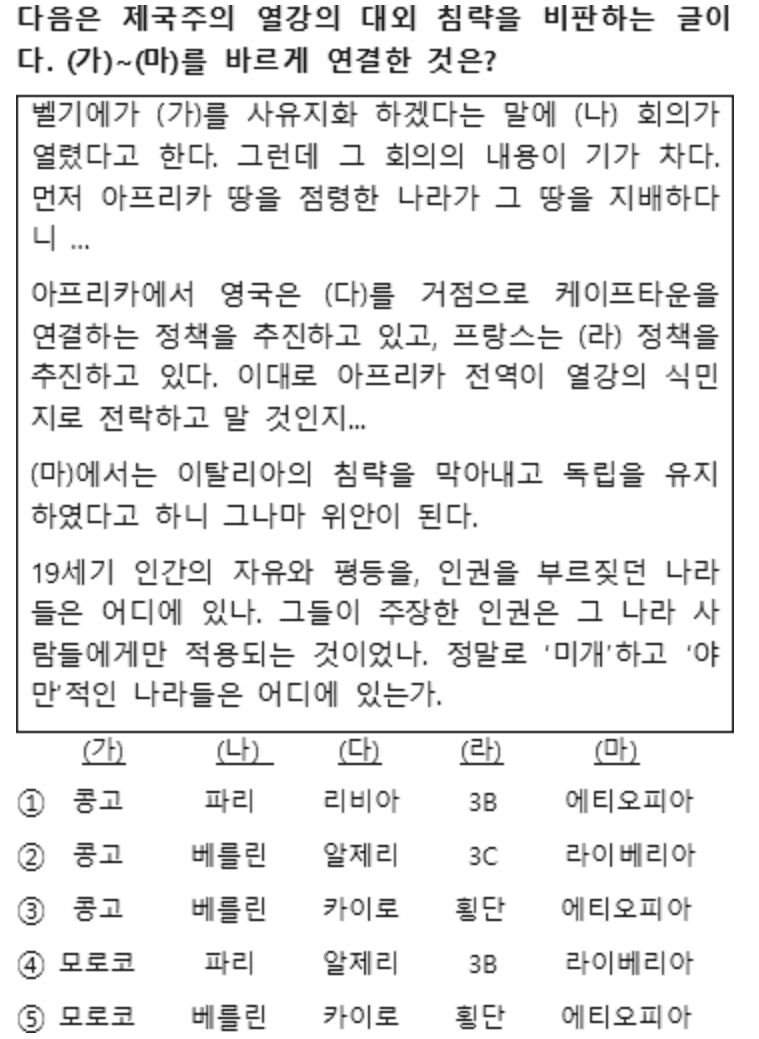 다음은 제국주의 열강의 대외 침략을 비판하는 글이
다. (가)~(마)를 바르게 연결한 것은?
벨기에가 (가)를 사유지화 하겠다는 말에 (나) 회의가
열렸다고 한다. 그런데 그 회의의 내용이 기가 차다.
먼저 아프리카 땅을 점령한 나라가 그 땅을 지배하다
니 ...
아프리카에서 영국은 (다)를 거점으로 케이프타운을
연결하는 정책을 추진하고 있고, 프랑스는 (라) 정책을
추진하고 있다. 이대로 아프리카 전역이 열강의 식민
지로 전락하고 말 것인지...
(마)에서는 이탈리아의 침략을 막아내고 독립을 유지
하였다고 하니 그나마 위안이 된다.
19세기 인간의 자유와 평등을, 인권을 부르짖던 나라
들은 어디에 있나. 그들이 주장한 인권은 그 나라 사
람들에게만 적용되는 것이었나. 정말로 '미개'하고 '야
만'적인 나라들은 어디에 있는가.
(가) (나) (다) (라) (마)
① 콩고 파리 리비아 3B 에티오피아
② 콩고 베를린 알제리 3C 라이베리아
③ 콩고 베를린 카이로 횡단 에티오피아
④ 모로코 파리 알제리 3B 라이베리아
⑤ 모로코 베를린 카이로 횡단 에티오피아